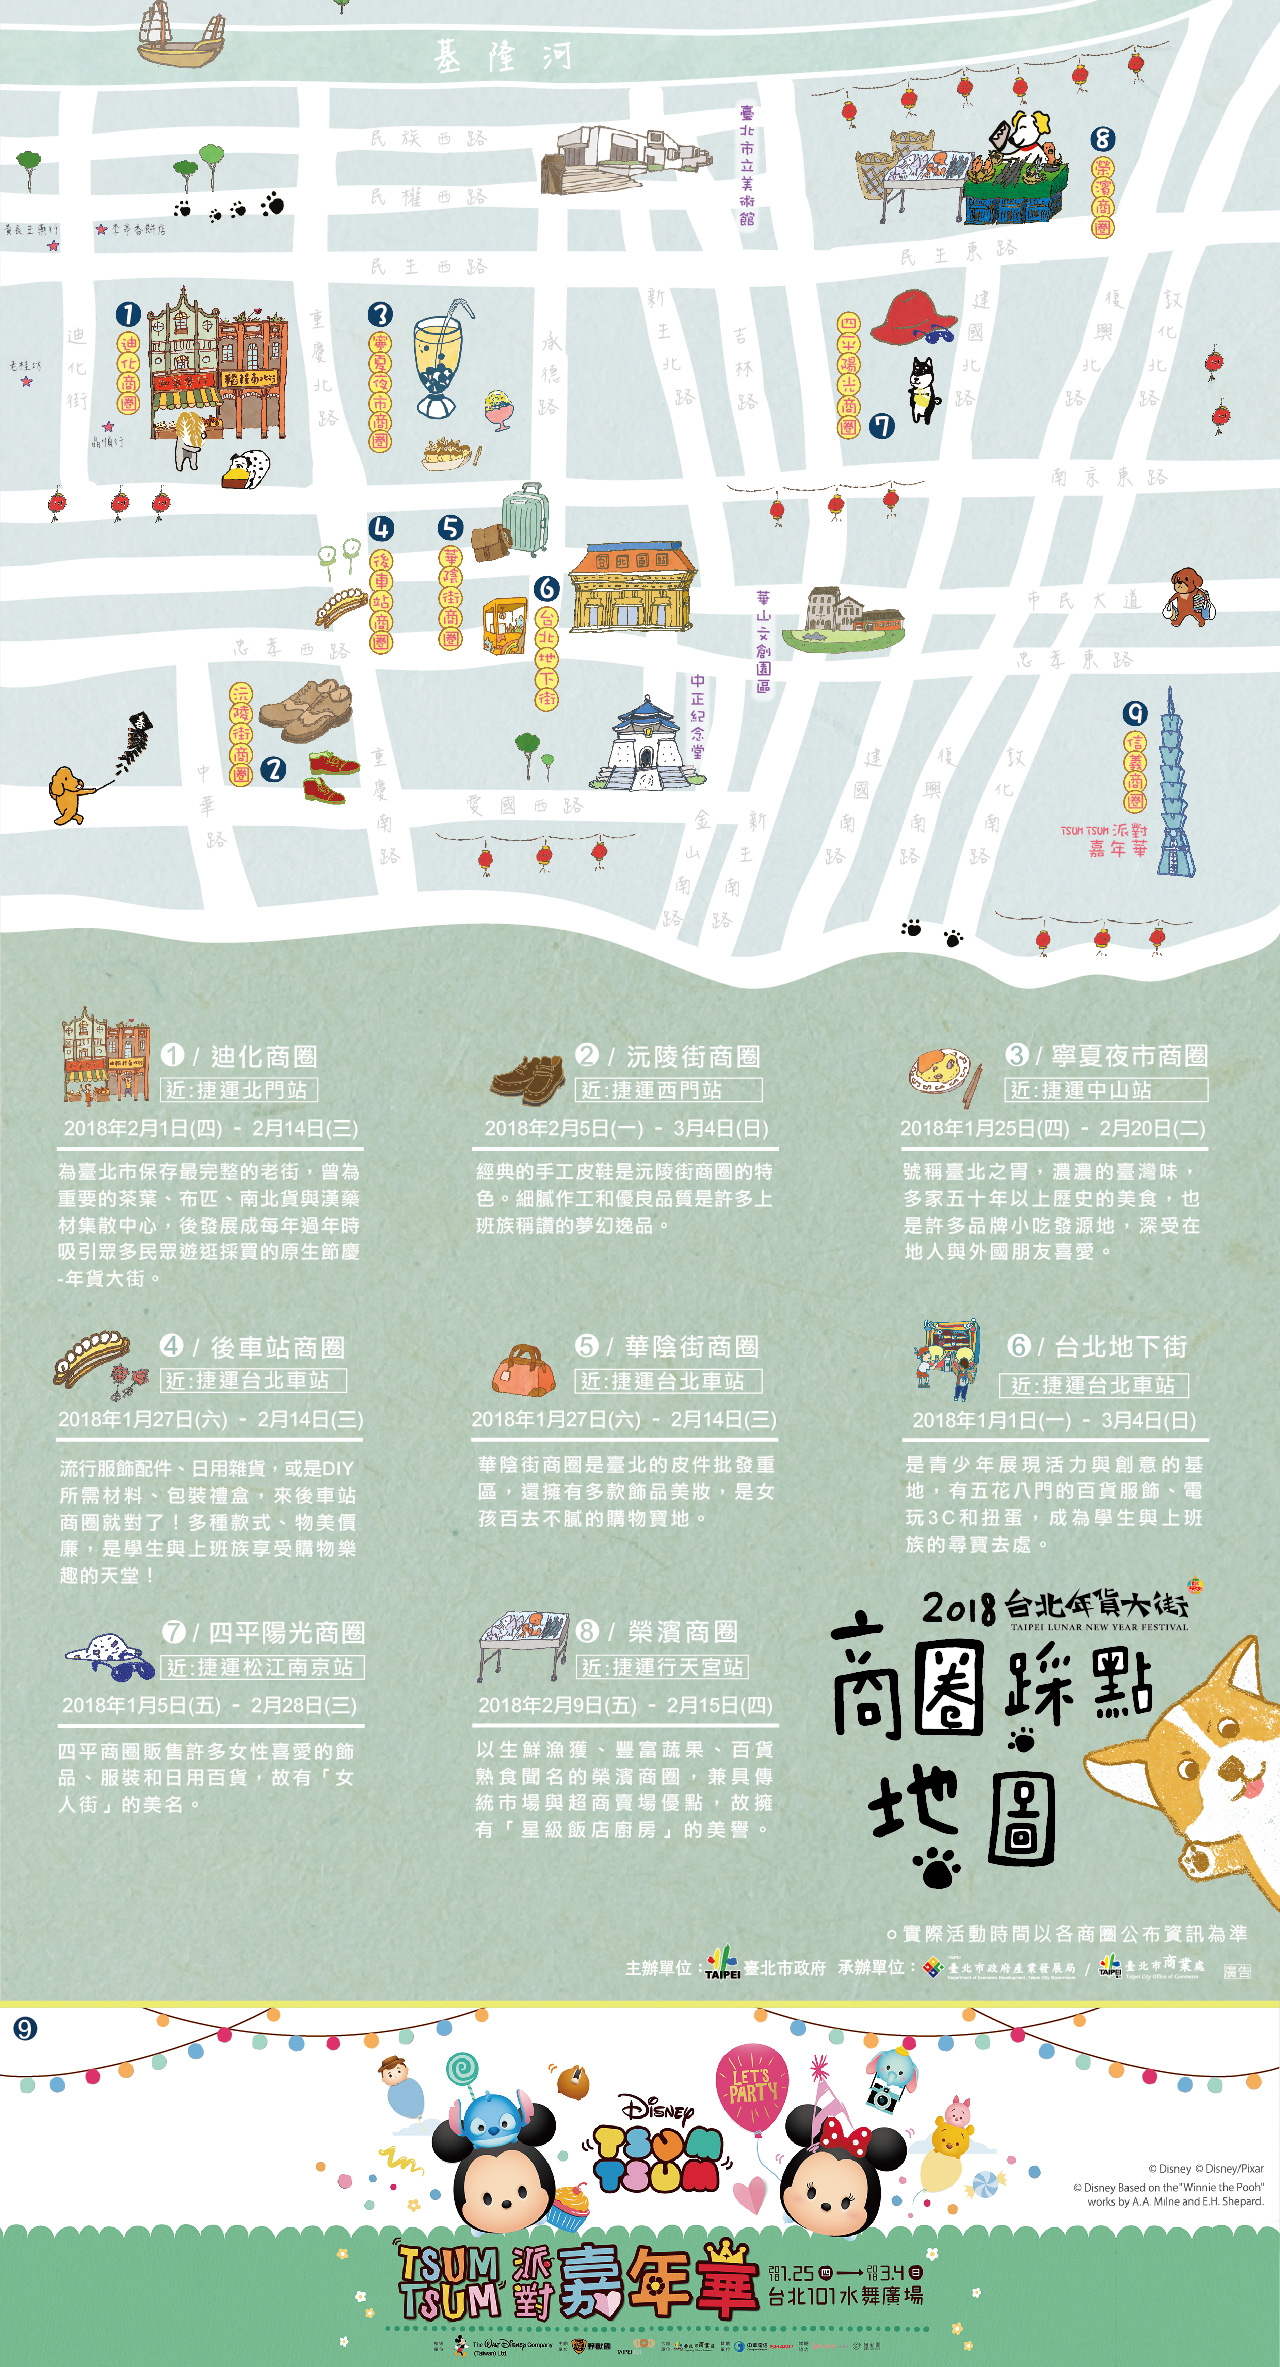 基隆河
民族西路
民權西路
民生西路
臺北市立美術館
8
榮濱商圈
民生東路
李亭香餅店
老桂坊
迪化街
1
迪化商圈
重慶北路
3
寧夏夜市商圈
承德路
新生北路
吉林路
四平陽光商圈
7
建國北路
復興北路
敦化北路
南京東路
4
後車站商圈
5
華陰街商圈
6
台北地下街
華山文創園區
市民大道
忠孝西路
忠孝東路
沅陵街商圈
2
春
中華路
重慶南路
愛國西路
中正紀念堂
金山南路
新生南路
建國南路
復興南路
敦化南路
9
信義商圈
TSUM TSUM 派對
嘉年華
1 / 迪化商圈
近:捷運北門站
2018年2月1日(四) - 2月14日(三)
為臺北市保存最完整的老街，曾為
重要的茶葉、布匹、南北貨與漢藥
材集散中心，後發展成每年過年時
吸引眾多民眾遊逛採買的原生節慶
-年貨大街。
2 / 沅陵街商圈
近:捷運西門站
2018年2月5日(一) - 3月4日(日)
經典的手工皮鞋是沅陵街商圈的特
色。細膩作工和優良品質是許多上
班族稱讚的夢幻逸品。
3 / 寧夏夜市商圈
近:捷運中山站
2018年1月25日(四) - 2月20日(二)
號稱臺北之胃，濃濃的臺灣味，
多家五十年以上歷史的美食，也
是許多品牌小吃發源地，深受在
地人與外國朋友喜愛。
4 / 後車站商圈
近:捷運台北車站
2018年1月27日(六) - 2月14日(三)
流行服飾配件、日用雜貨，或是DIY
所需材料、包裝禮盒，來後車站
商圈就對了！多種款式、物美價
廉，是學生與上班族享受購物樂
趣的天堂！
5 / 華陰街商圈
近:捷運台北車站
2018年1月27日(六) - 2月14日(三)
華陰街商圈是臺北的皮件批發重
區，還擁有多款飾品美妝，是女
孩百去不膩的購物寶地。
6 / 台北地下街
近:捷運台北車站
2018年1月1日(一) - 3月4日(日)
是青少年展現活力與創意的基
地，有五花八門的百貨服飾、電
玩3C和扭蛋，成為學生與上班
族的尋寶去處。
7 / 四平陽光商圈
近:捷運松江南京站
2018年1月5日(五) - 2月28日(三)
四平商圈販售許多女性喜愛的飾
品、服裝和日用百貨，故有「女
人街」的美名。
8 / 榮濱商圈
近:捷運行天宮站
2018年2月9日(五) - 2月15日(四)
以生鮮漁獲、豐富蔬果、百貨
熟食聞名的榮濱商圈，兼具傳
統市場與超商賣場優點，故擁
有「星級飯店廚房」的美譽。
2018 台北年貨大街
TAIPEI LUNAR NEW YEAR FESTIVAL
商圈踩點
地圖
實際活動時間以各商圈公布資訊為準
主辦單位：TAIPEI 臺北市政府 承辦單位：臺北市政府產業發展局 / TAIPEI 臺北市商業處 廣告
9
LET'S PARTY
Disney
TSUM
TSUM
© Disney © Disney/Pixar
© Disney Based on the "Winnie the Pooh"
works by A.A. Milne and E.H. Shepard.
TSUM TSUM 派對 嘉年華
2018 1.25 四 → 2018 3.4 日
台北101水舞廣場
The Walt Disney Company (Taiwan) Ltd.
野獸國